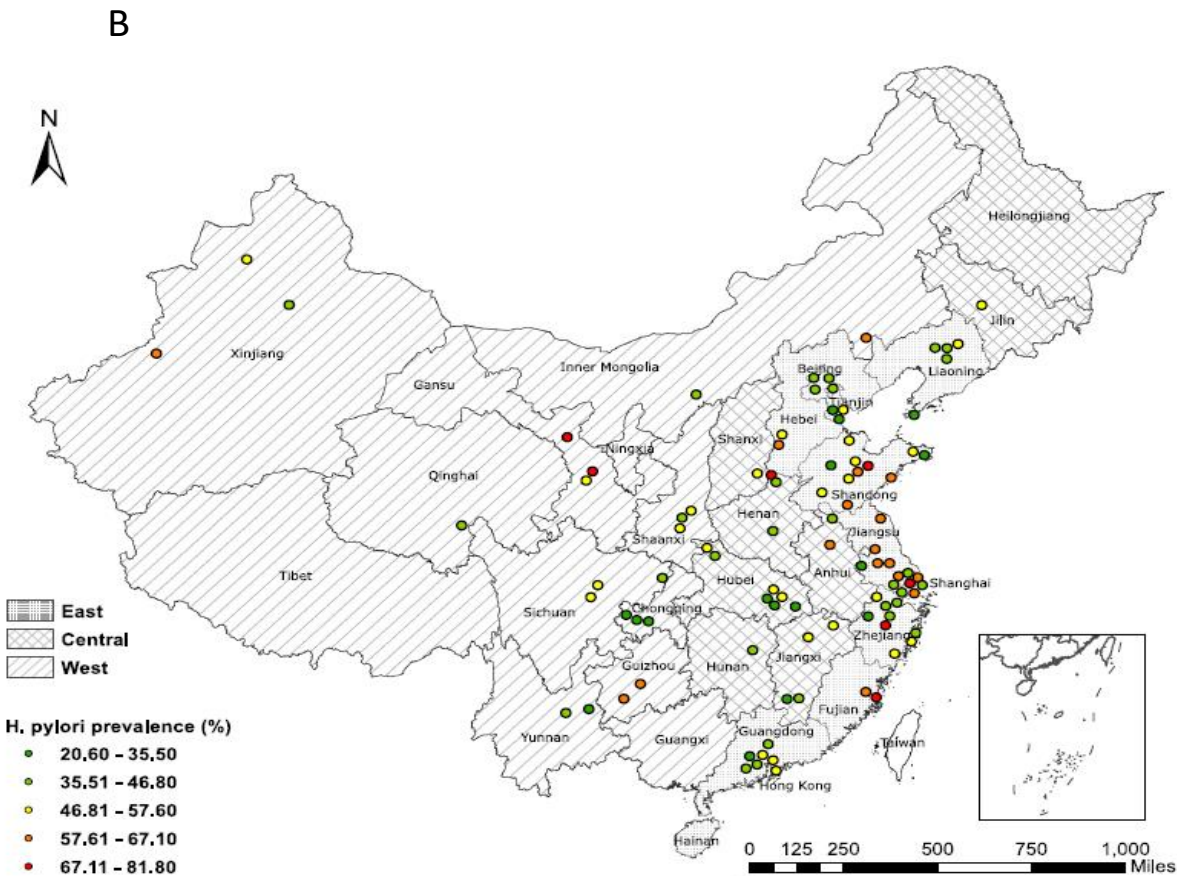 B
N
Heilongjiang
Jilin
Xinjiang
Inner Mongolia
Beijing
Liaoning
Gansu
Tianjin
Hebei
Ningxia
Shanxi
Qinghai
Shandong
Henan
Jiangsu
Shaanxi
Tibet
Hubei
Anhui
Shanghai
Sichuan
Chongqing
Zhejiang
Guizhou
Hunan
Jiangxi
Fujian
Yunnan
Guangxi
Guangdong
Taiwan
Hong Kong
Hainan
East
Central
West
H. pylori prevalence (%)
20.60 – 35.50
35.51 – 46.80
46.81 – 57.60
57.61 – 67.10
67.11 – 81.80
0 125 250 500 750 1,000
Miles